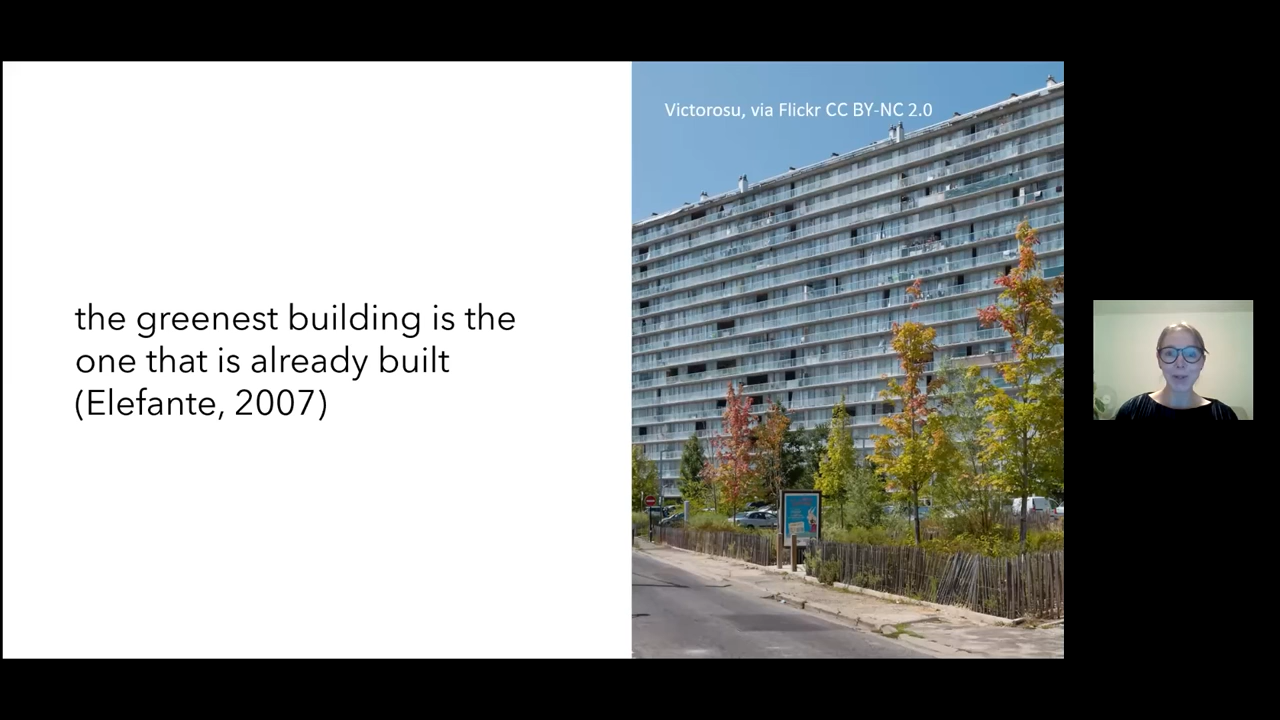 the greenest building is the
one that is already built
(Elefante, 2007)
Victorosu, via Flickr CC BY-NC 2.0